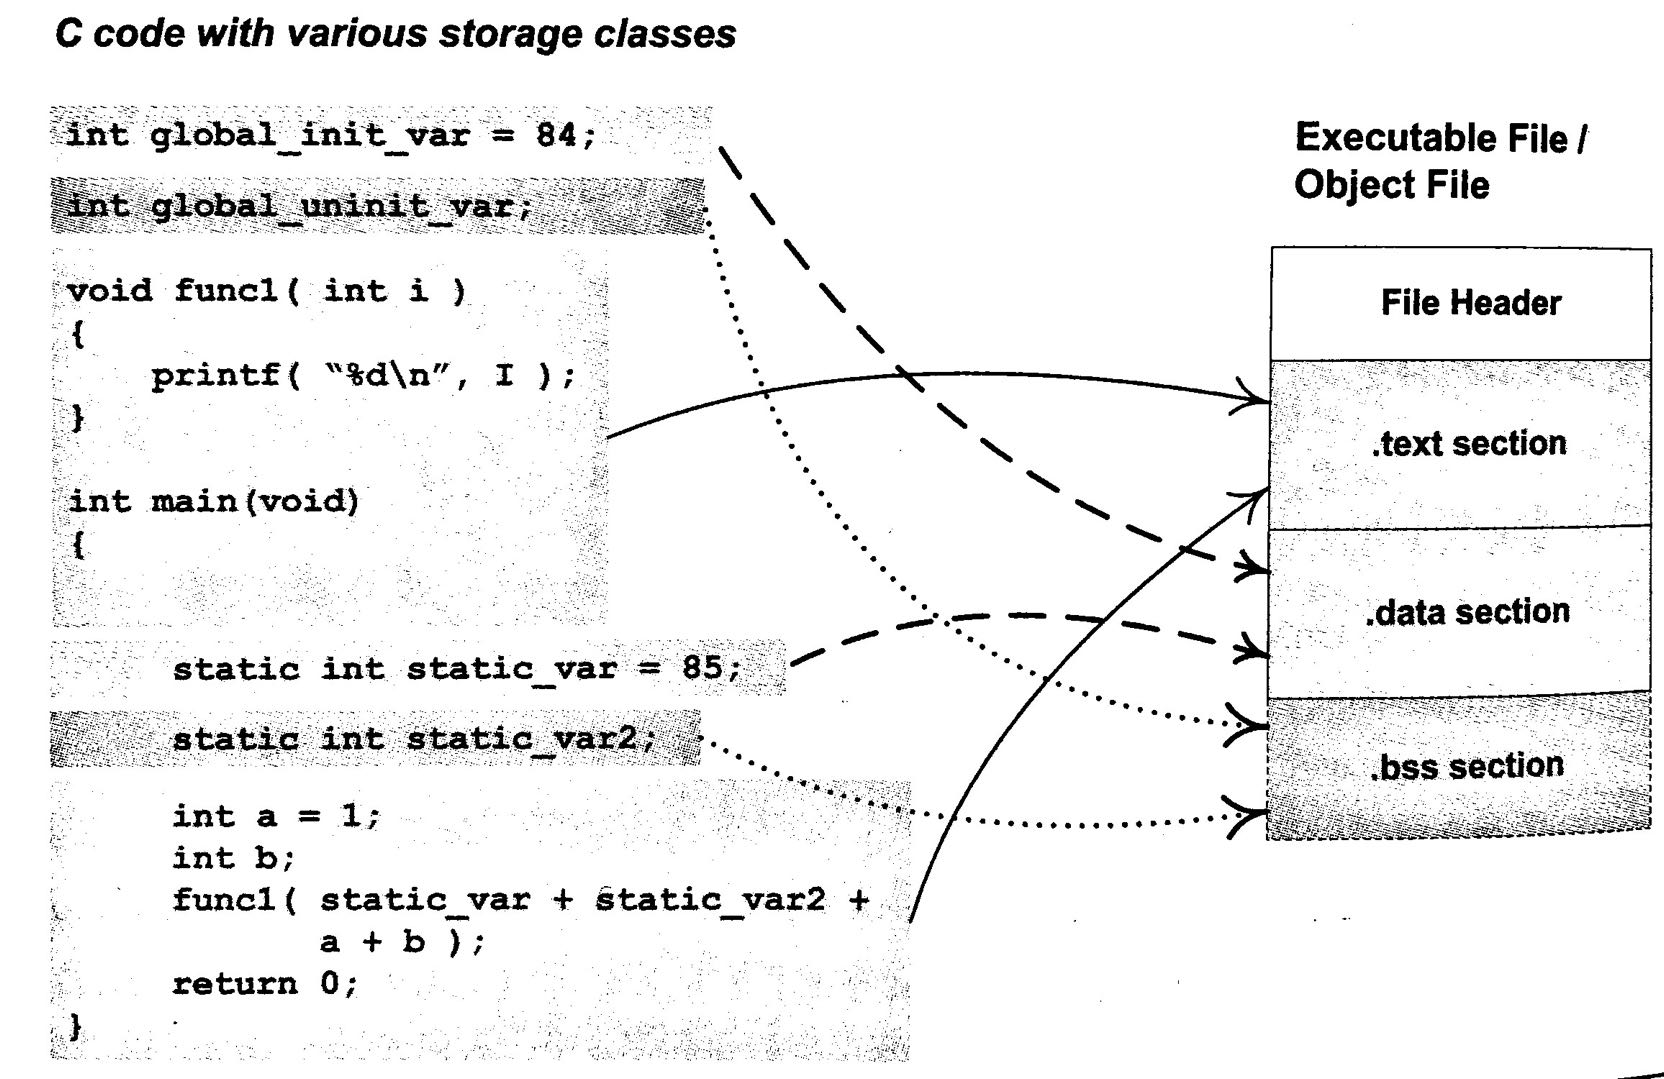 C code with various storage classes
int global_init_var = 84;
int global_uninit_var;
void func1( int i )
{
    printf( “%d\n”, I );
}
int main(void)
{
    static int static_var = 85;
    static int static_var2;
    int a = 1;
    int b;
    func1( static_var + static_var2 +
           a + b );
    return 0;
}
Executable File /
Object File
File Header
.text section
.data section
.bss section